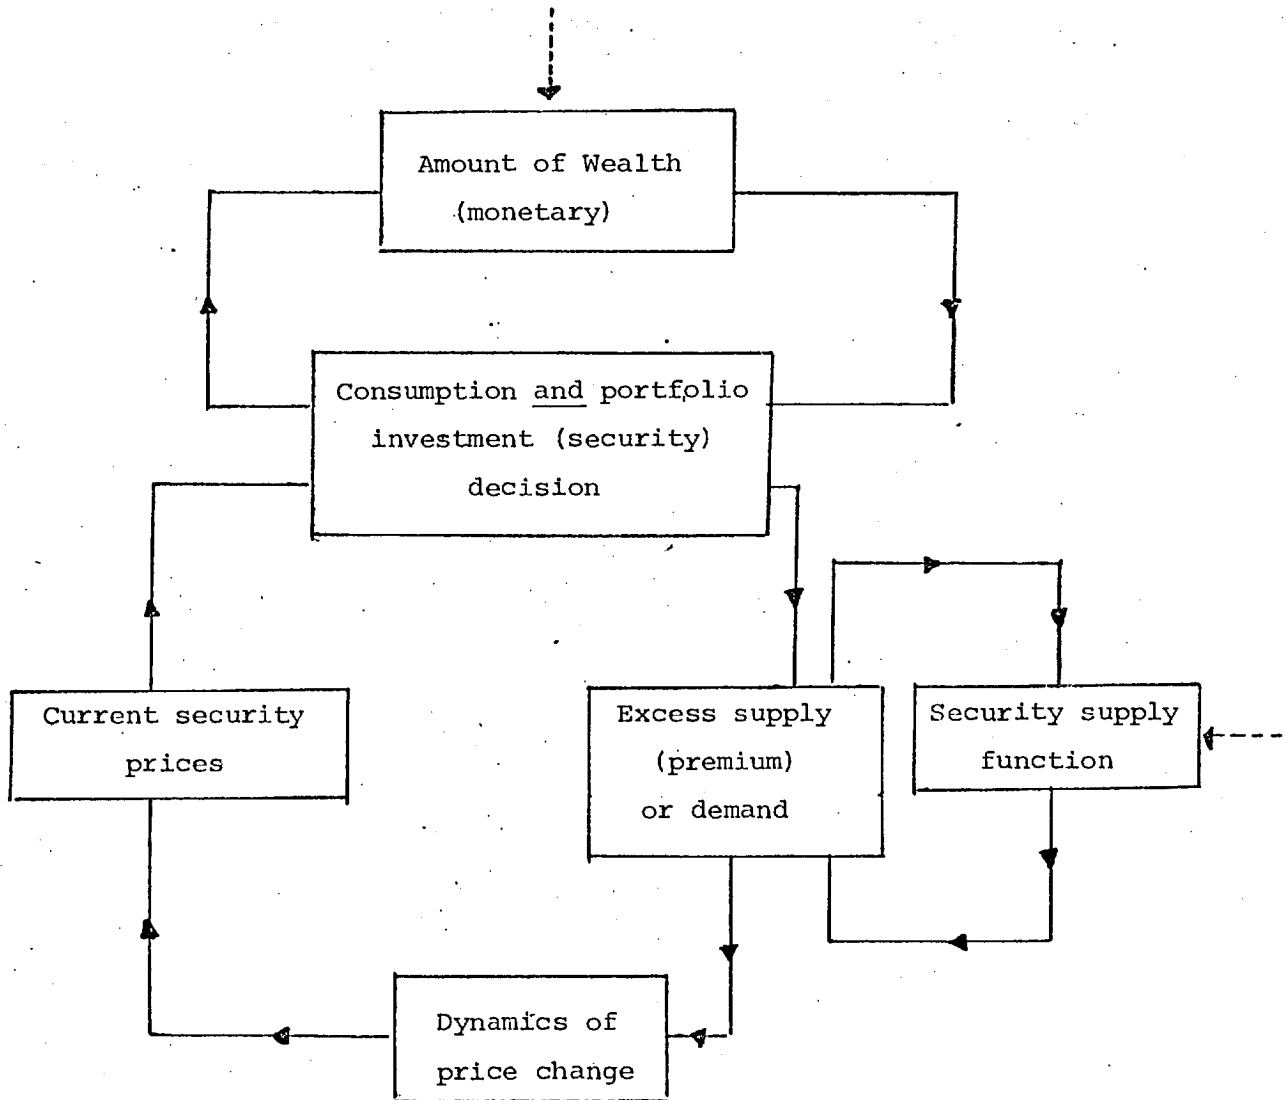 Amount of Wealth
(monetary)
Consumption and portfolio
investment (security)
decision
Current security
prices
Excess supply
(premium)
or demand
Security supply
function
Dynamics of
price change